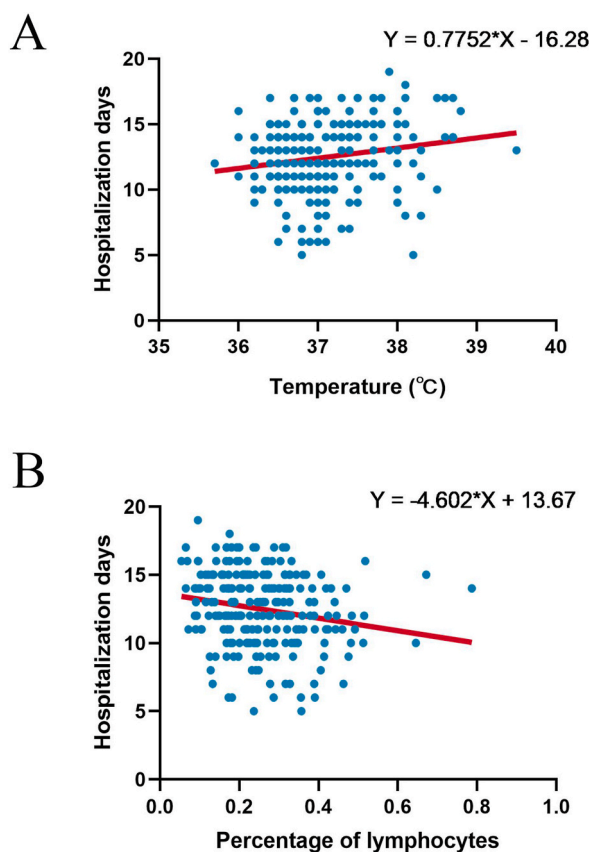 A
Y = 0.7752*X - 16.28
20
15
10
5
0
35
36
37
38
39
40
Hospitalization days
Temperature (℃)
B
Y = -4.602*X + 13.67
20
15
10
5
0
0.0
0.2
0.4
0.6
0.8
1.0
Hospitalization days
Percentage of lymphocytes